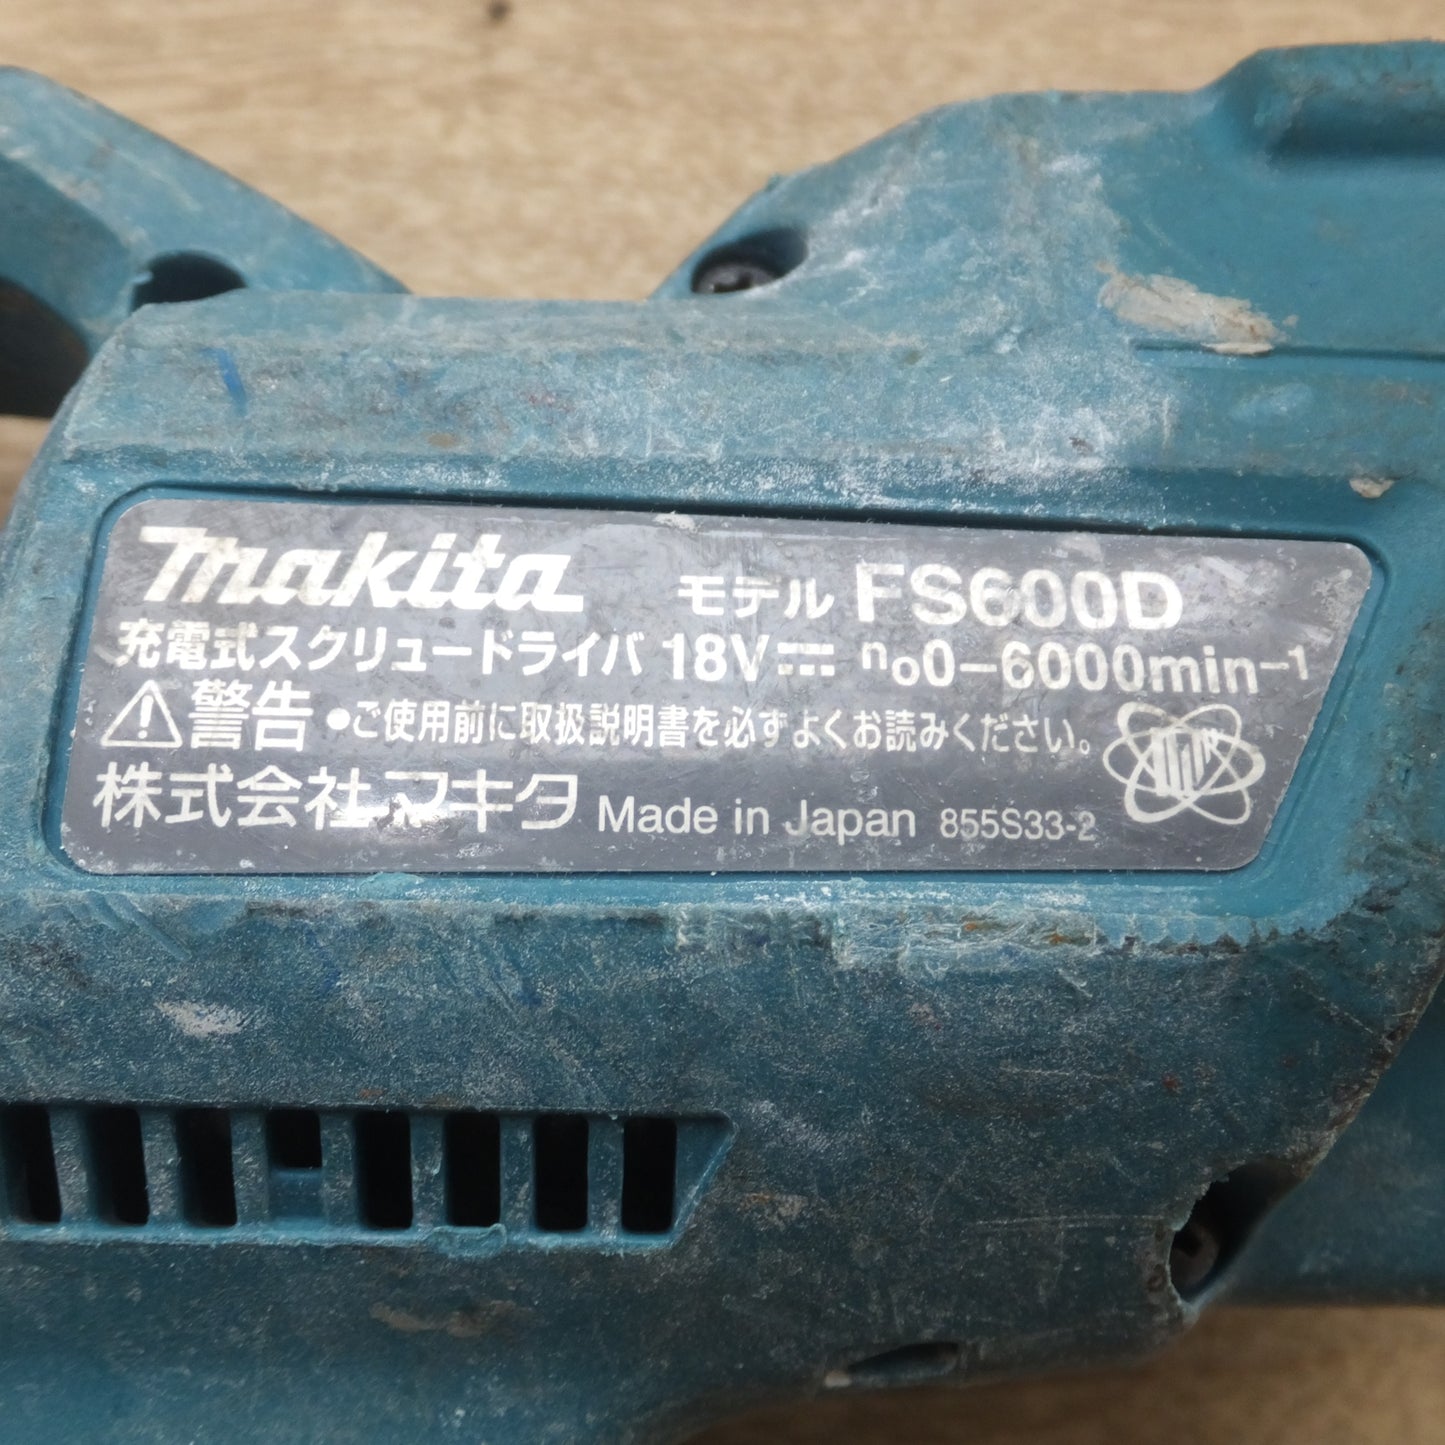 makita モデル FS600D
充電式スクリュードライバ 18V⎓ n₀0-6000min⁻¹
⚠警告 ●ご使用前に取扱説明書を必ずよくお読みください。
株式会社マキタ Made in Japan 855S33-2